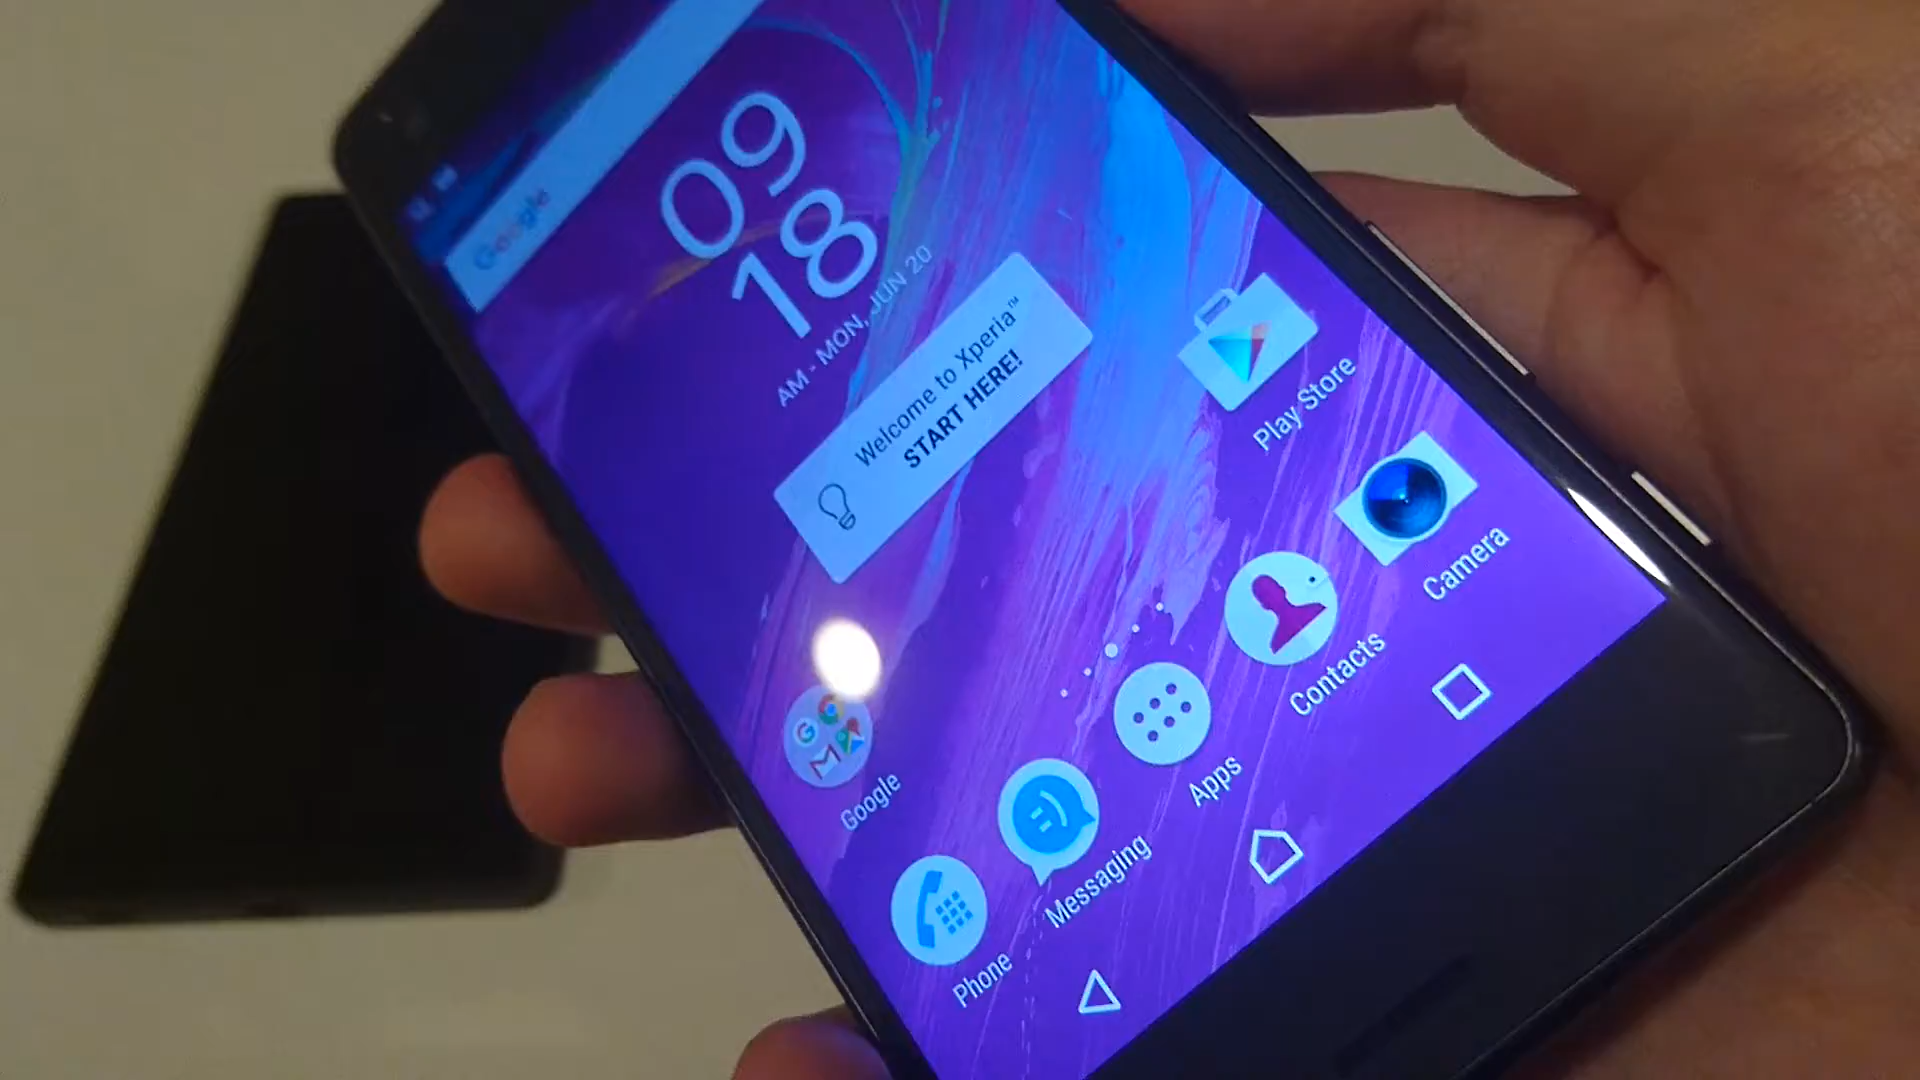 Google
09
18
AM - MON, JUN 20
Welcome to Xperia™
START HERE!
Play Store
Camera
Google
Contacts
Apps
Messaging
Phone